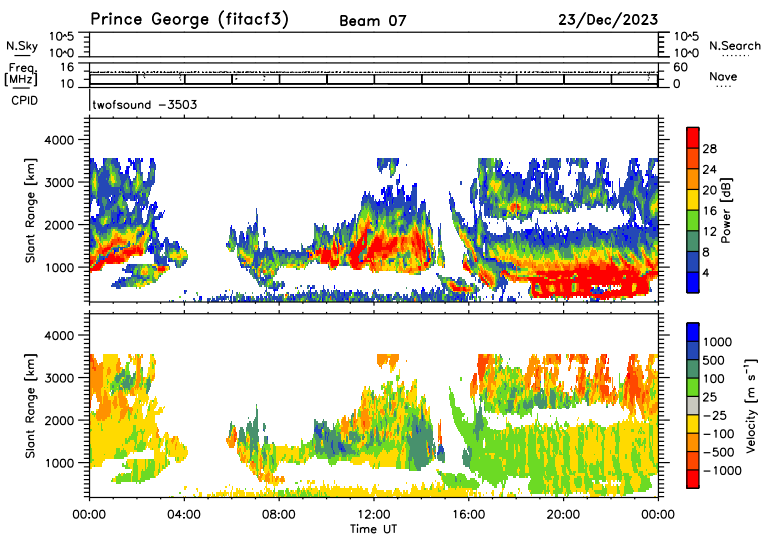 Prince George (fitacf3) Beam 07 23/Dec/2023
N.Sky 10^5 10^5 N.Search
10^0 10^0
Freq. 16 60 Nave
[MHz] 10 0
CPID twofsound -3503
Slant Range [km]
4000
3000
2000
1000
Power [dB]
28
24
20
16
12
8
4
Slant Range [km]
4000
3000
2000
1000
Velocity [m s⁻¹]
1000
500
100
25
-25
-100
-500
-1000
00:00 04:00 08:00 12:00 16:00 20:00 00:00
Time UT